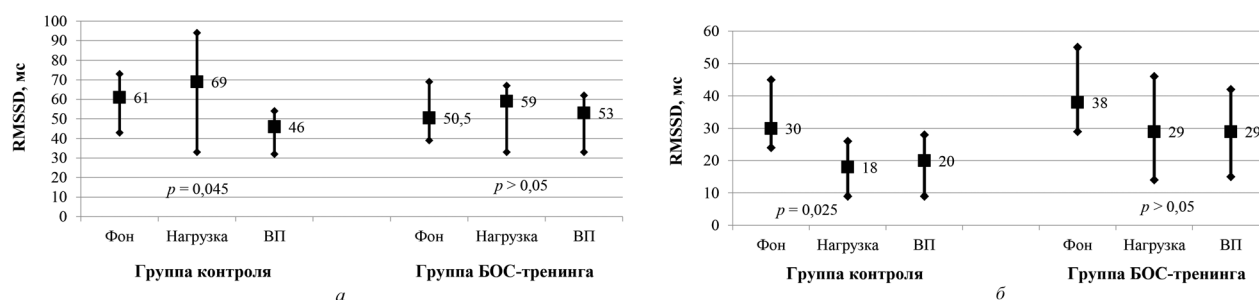 RMSSD, мс
100
90
80
70
60
50
40
30
20
10
0
61
69
46
50,5
59
53
p = 0,045
p > 0,05
Фон Нагрузка ВП Фон Нагрузка ВП
Группа контроля Группа БОС-тренинга
а
RMSSD, мс
60
50
40
30
20
10
0
30
18
20
38
29
29
p = 0,025
p > 0,05
Фон Нагрузка ВП Фон Нагрузка ВП
Группа контроля Группа БОС-тренинга
б